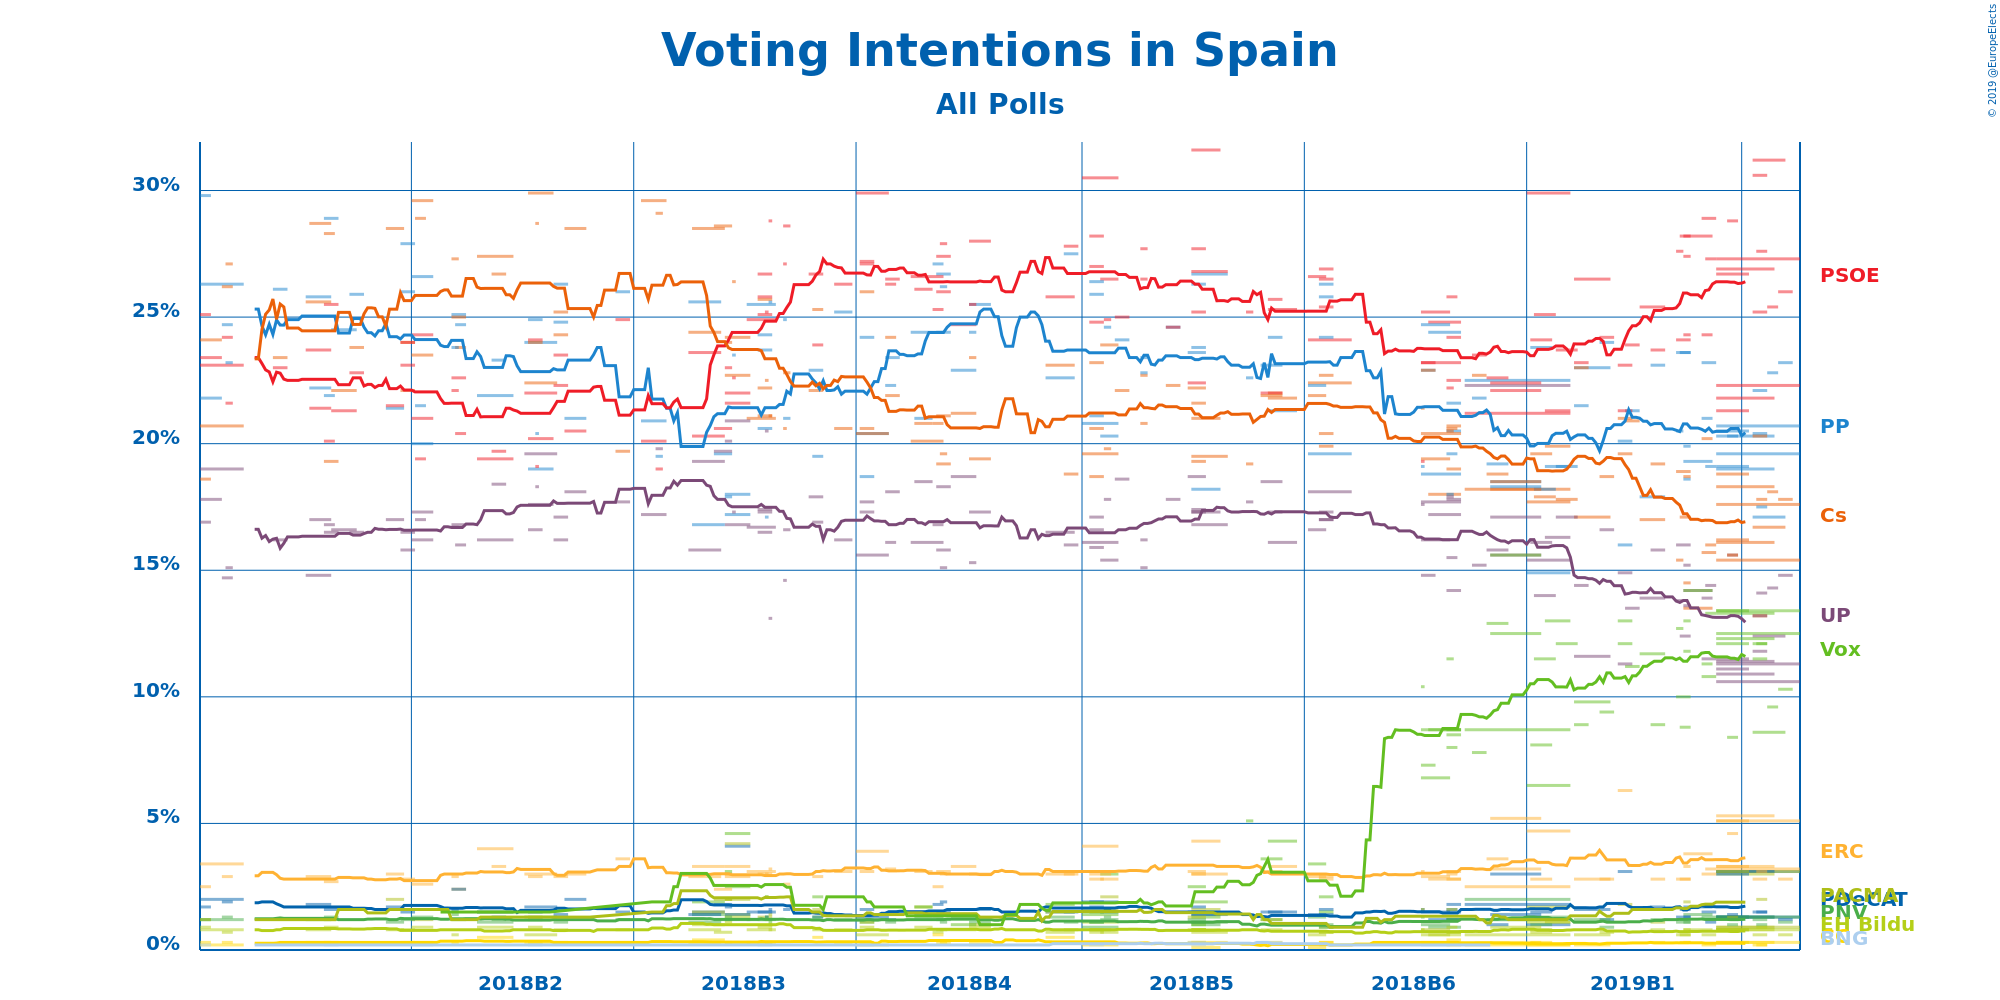 Voting Intentions in Spain
All Polls
© 2019 @EuropeElects
30%
25%
20%
15%
10%
5%
0%
PSOE
PP
Cs
UP
Vox
ERC
PACMA
PDeCAT
PNV
EH Bildu
BNG
2018B2
2018B3
2018B4
2018B5
2018B6
2019B1